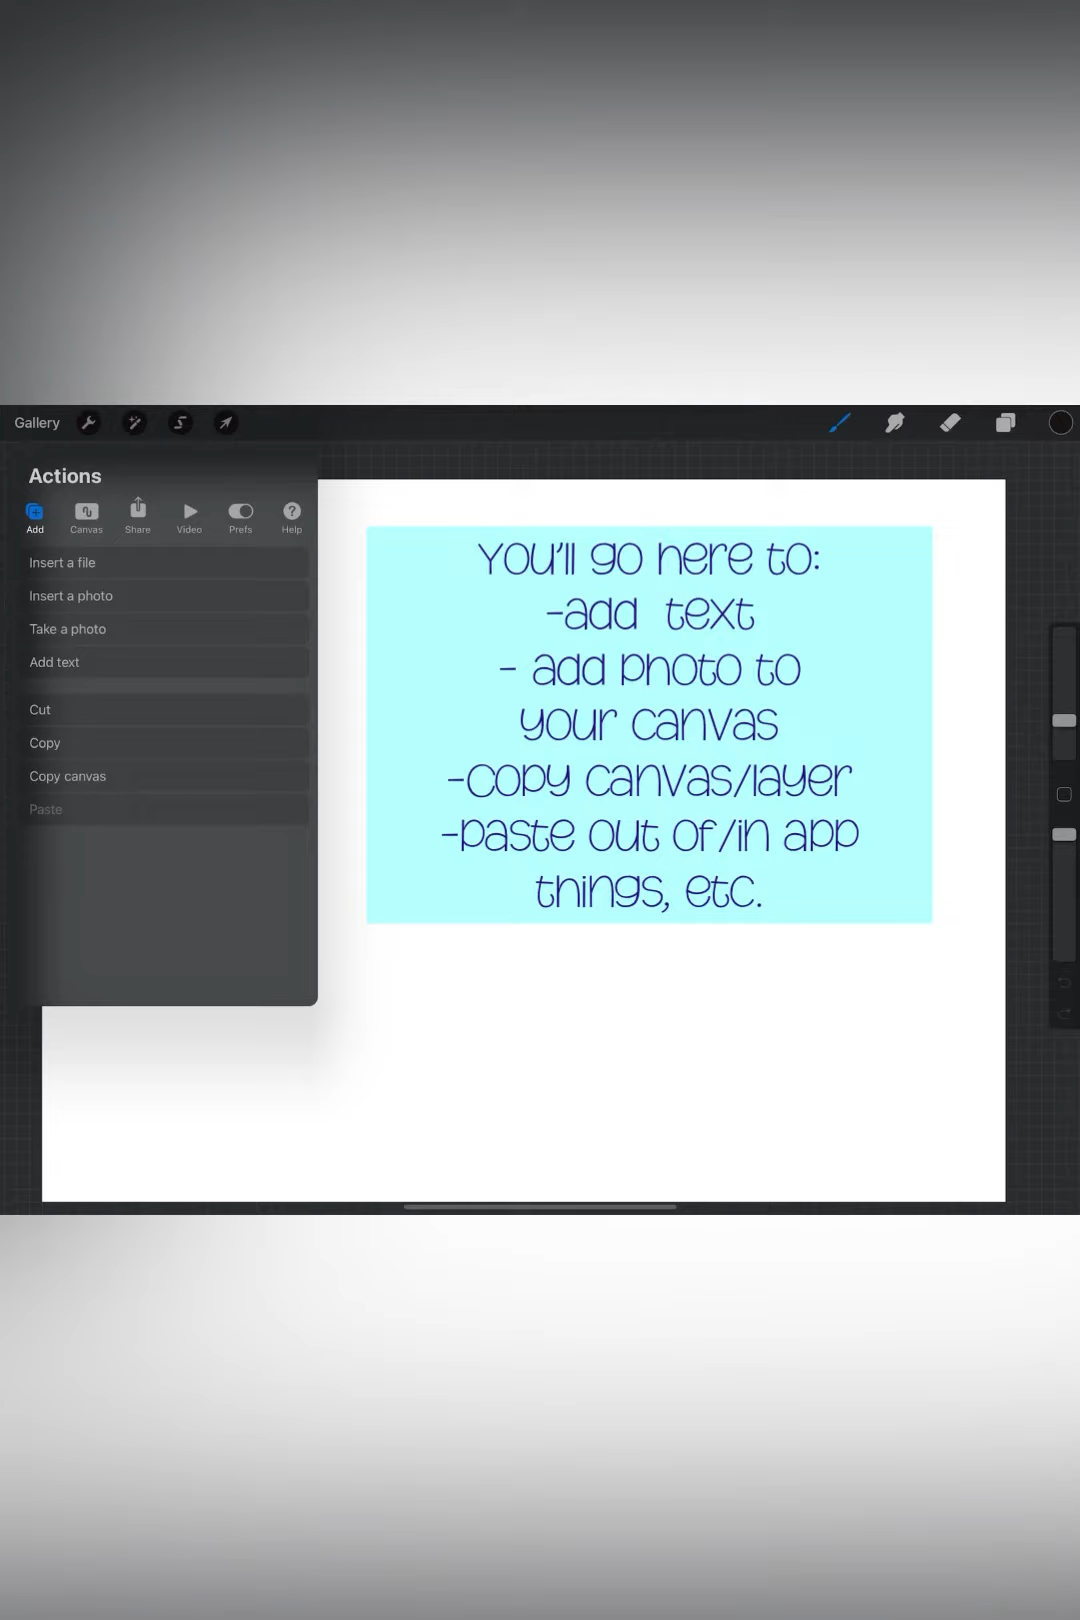 Gallery
Actions
Add Canvas Share Video Prefs Help
Insert a file
Insert a photo
Take a photo
Add text
Cut
Copy
Copy canvas
Paste
You'll go here to:
-add text
- add photo to
your canvas
-Copy canvas/layer
-paste out of/in app
things, etc.